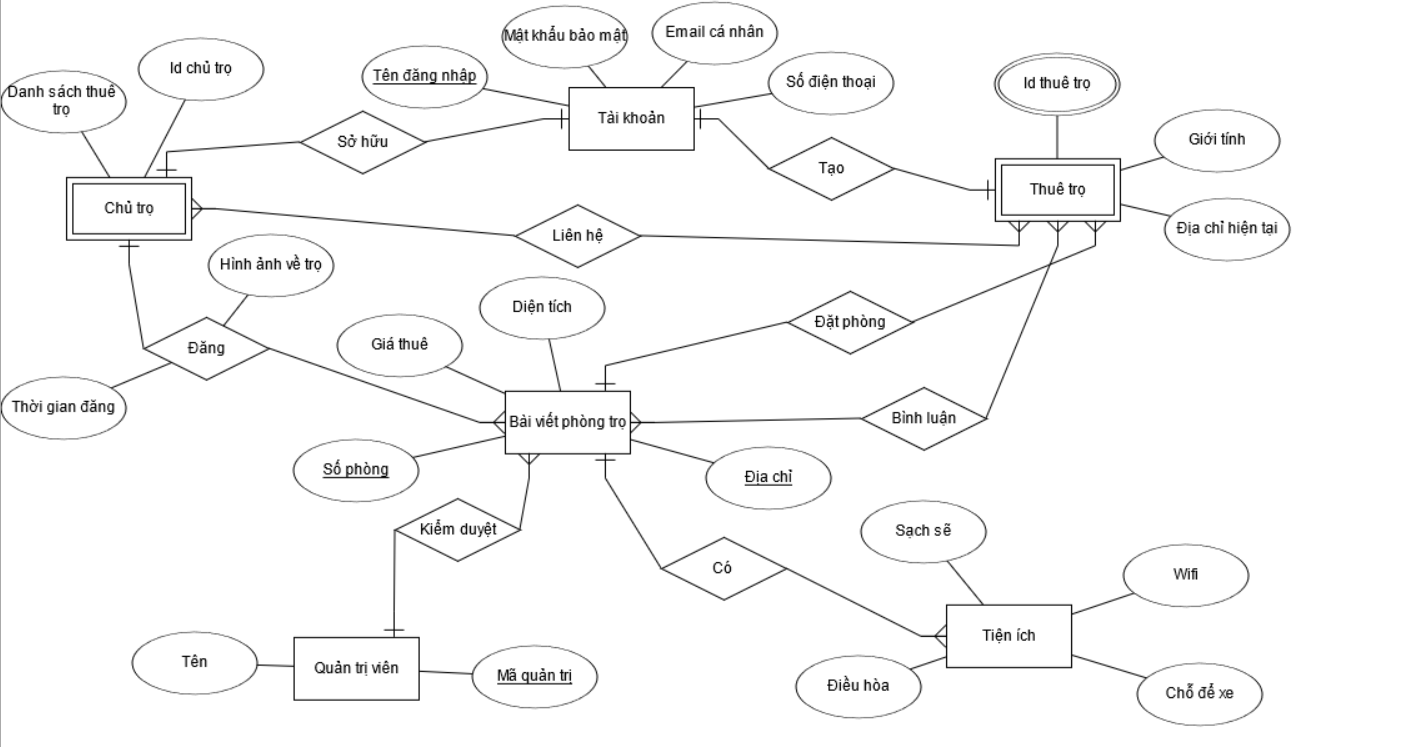 Mật khẩu bảo mật
Email cá nhân
Id chủ trọ
Danh sách thuê
trọ
Tên đăng nhập
Số điện thoại
Id thuê trọ
Sở hữu
Tài khoản
Giới tính
Tạo
Chủ trọ
Thuê trọ
Liên hệ
Địa chỉ hiện tại
Hình ảnh về trọ
Diện tích
Đăng
Giá thuê
Đặt phòng
Thời gian đăng
Bài viết phòng trọ
Bình luận
Số phòng
Địa chỉ
Kiểm duyệt
Sạch sẽ
Có
Wifi
Tiện ích
Tên
Quản trị viên
Mã quản trị
Điều hòa
Chỗ để xe